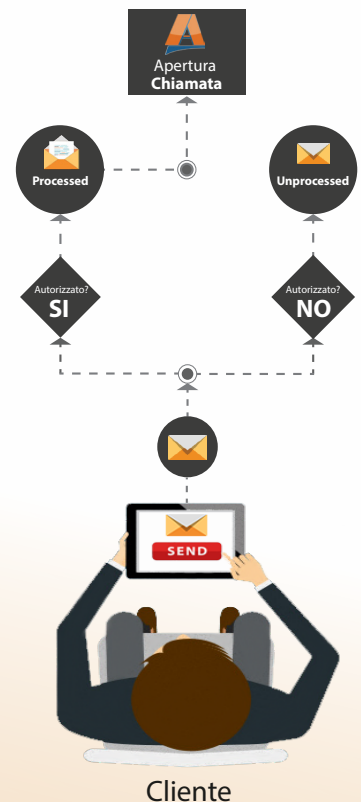 Apertura
Chiamata
Processed
Unprocessed
Autorizzato?
SI
Autorizzato?
NO
SEND
Cliente